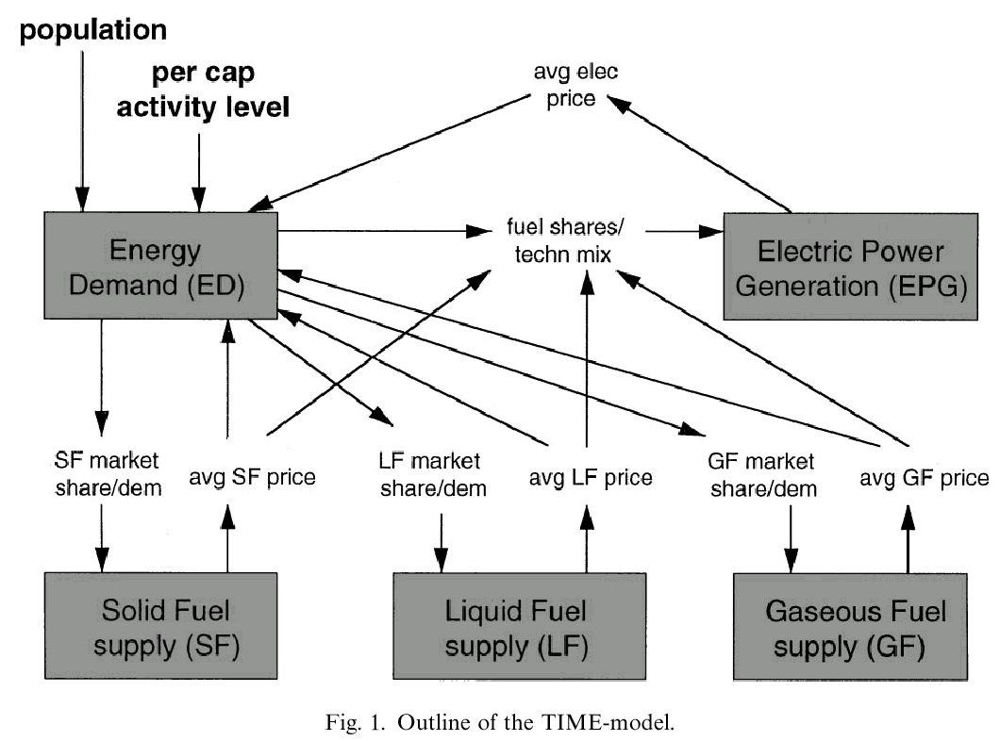 population
per cap
activity level
avg elec
price
Energy
Demand (ED)
fuel shares/
techn mix
Electric Power
Generation (EPG)
SF market
share/dem
avg SF price
LF market
share/dem
avg LF price
GF market
share/dem
avg GF price
Solid Fuel
supply (SF)
Liquid Fuel
supply (LF)
Gaseous Fuel
supply (GF)
Fig. 1. Outline of the TIME-model.